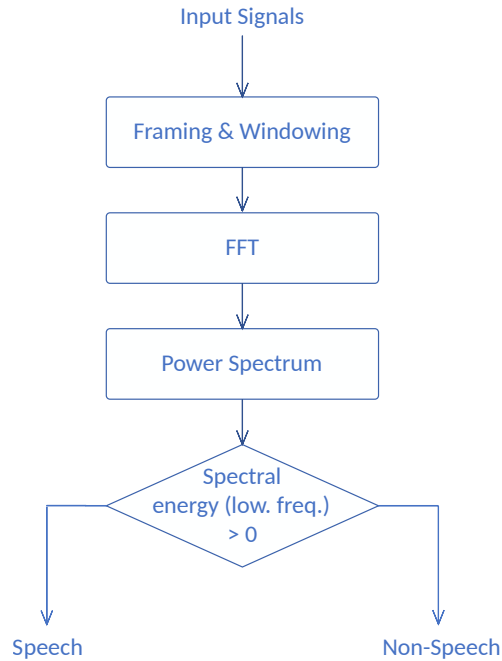 Input Signals
Framing & Windowing
FFT
Power Spectrum
Spectral
energy (low. freq.)
> 0
Speech
Non-Speech